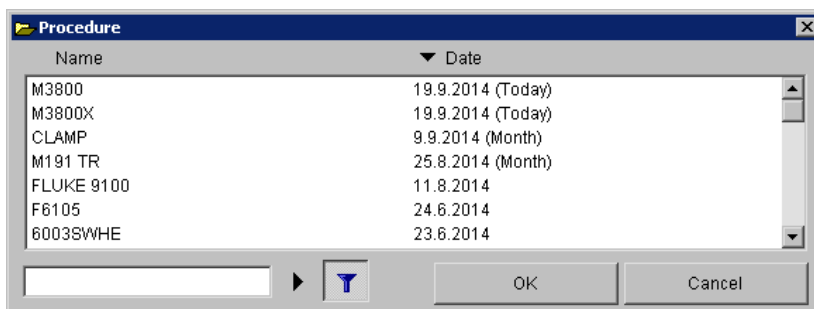 Procedure
Name Date
M3800 19.9.2014 (Today)
M3800X 19.9.2014 (Today)
CLAMP 9.9.2014 (Month)
M191 TR 25.8.2014 (Month)
FLUKE 9100 11.8.2014
F6105 24.6.2014
6003SWHE 23.6.2014
OK Cancel